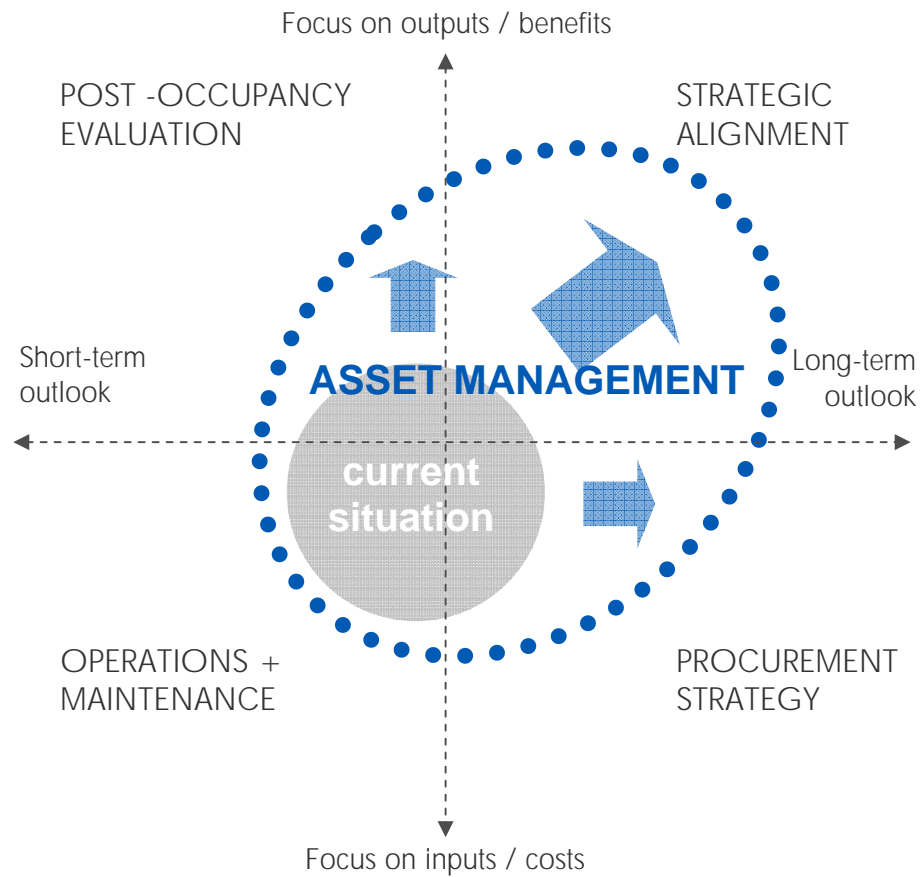 Focus on outputs / benefits
POST -OCCUPANCY
EVALUATION
STRATEGIC
ALIGNMENT
Short-term
outlook
ASSET MANAGEMENT
Long-term
outlook
current
situation
OPERATIONS +
MAINTENANCE
PROCUREMENT
STRATEGY
Focus on inputs / costs